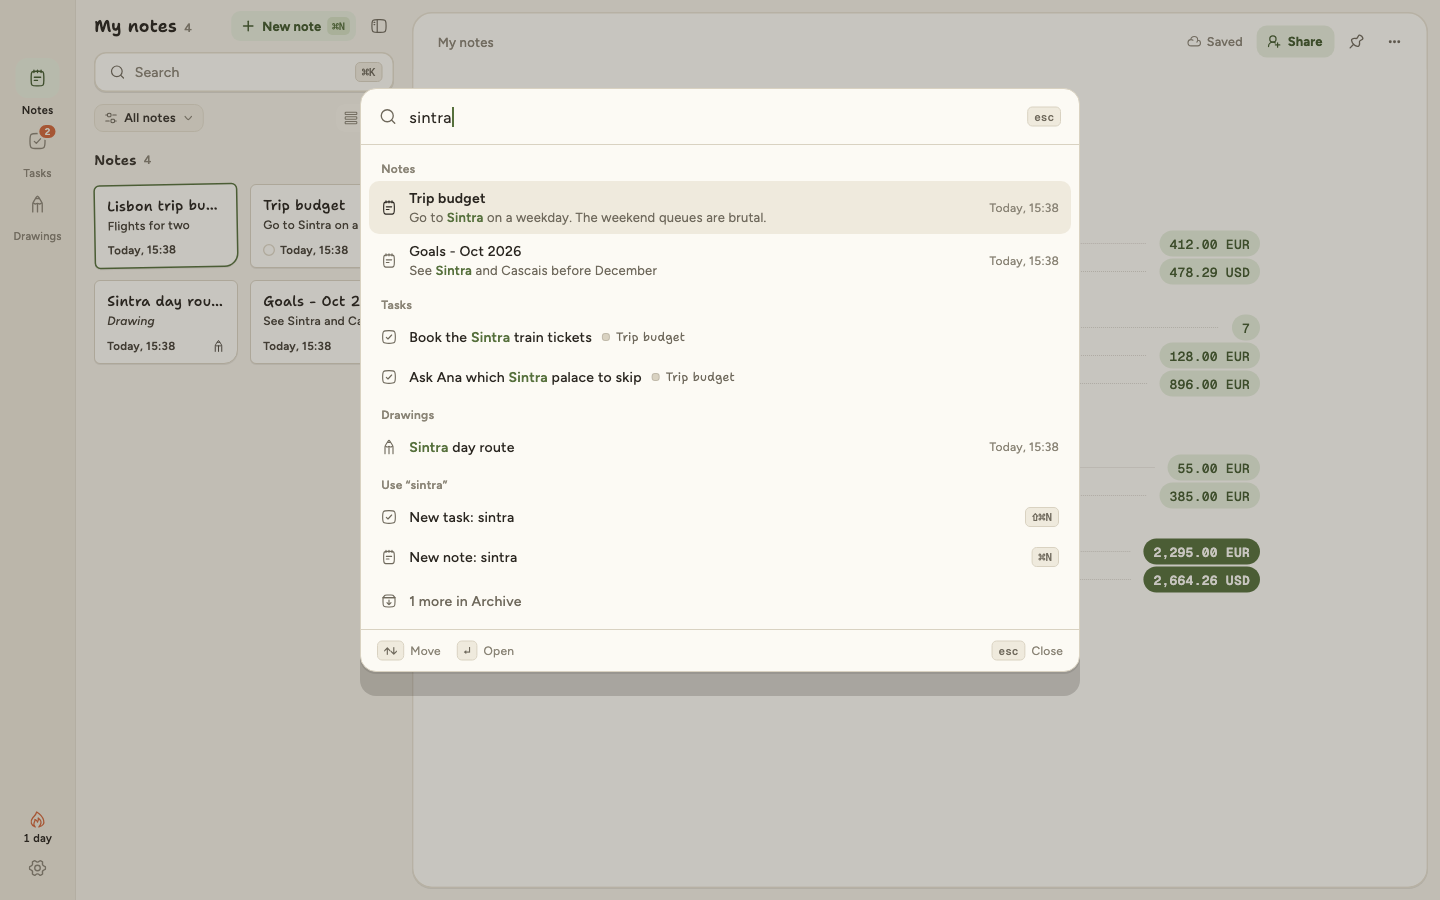 My notes 4
New note ⌘N
Search ⌘K
All notes
Notes
2
Tasks
Drawings
Notes 4
Lisbon trip bu...
Flights for two
Today, 15:38
Trip budget
Go to Sintra on a
Today, 15:38
Sintra day rou...
Drawing
Today, 15:38
Goals - Oct 2
See Sintra and Ca
Today, 15:38
1 day
My notes
Saved
Share
sintra
esc
Notes
Trip budget
Go to Sintra on a weekday. The weekend queues are brutal.
Today, 15:38
Goals - Oct 2026
See Sintra and Cascais before December
Today, 15:38
Tasks
Book the Sintra train tickets Trip budget
Ask Ana which Sintra palace to skip Trip budget
Drawings
Sintra day route
Today, 15:38
Use “sintra”
New task: sintra
⇧⌘N
New note: sintra
⌘N
1 more in Archive
↑↓ Move ↵ Open
esc Close
412.00 EUR
478.29 USD
7
128.00 EUR
896.00 EUR
55.00 EUR
385.00 EUR
2,295.00 EUR
2,664.26 USD